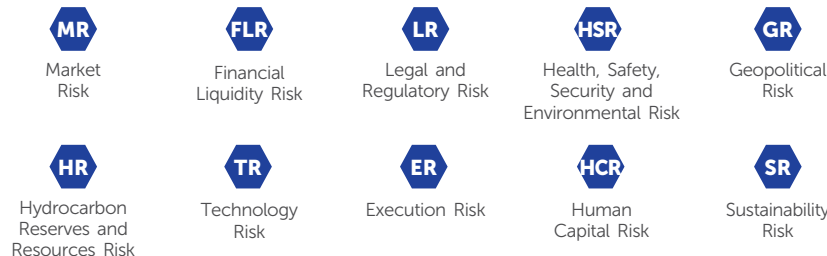 MR
Market
Risk
FLR
Financial
Liquidity Risk
LR
Legal and
Regulatory Risk
HSR
Health, Safety,
Security and
Environmental Risk
GR
Geopolitical
Risk
HR
Hydrocarbon
Reserves and
Resources Risk
TR
Technology
Risk
ER
Execution Risk
HCR
Human
Capital Risk
SR
Sustainability
Risk